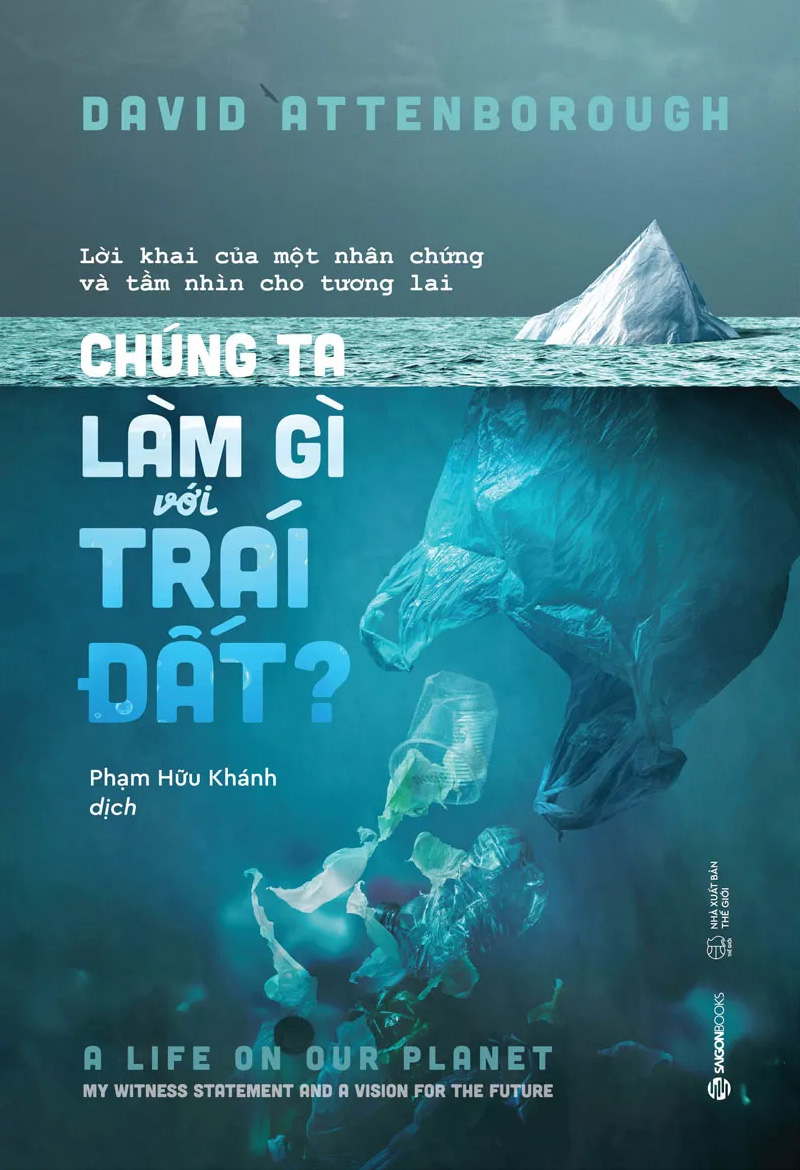 DAVID ATTENBOROUGH
Lời khai của một nhân chứng
và tầm nhìn cho tương lai
CHÚNG TA
LÀM GÌ
với
TRÁI
ĐẤT?
Phạm Hữu Khánh
dịch
THẾ GIỚI
NHÀ XUẤT BẢN
THẾ GIỚI
SAIGONBOOKS
A LIFE ON OUR PLANET
MY WITNESS STATEMENT AND A VISION FOR THE FUTURE